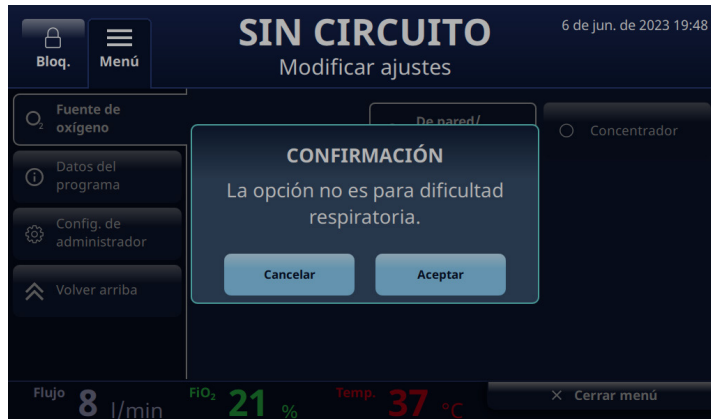 Bloq.
Menú
SIN CIRCUITO
Modificar ajustes
6 de jun. de 2023 19:48
O2 Fuente de
oxígeno
Datos del
programa
Config. de
administrador
Volver arriba
De pared/
Concentrador
CONFIRMACIÓN
La opción no es para dificultad
respiratoria.
Cancelar
Aceptar
Flujo 8 l/min
FiO2 21 %
Temp. 37 °C
× Cerrar menú